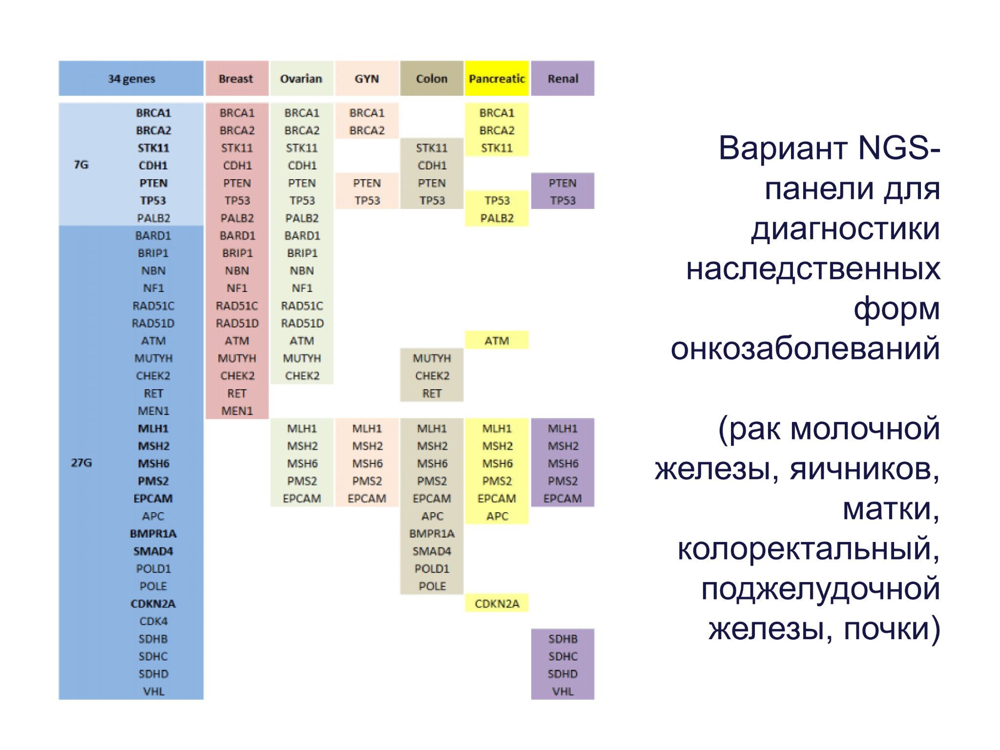 34 genes Breast Ovarian GYN Colon Pancreatic Renal
BRCA1 BRCA1 BRCA1 BRCA1 BRCA1
BRCA2 BRCA2 BRCA2 BRCA2 BRCA2
STK11 STK11 STK11 STK11 STK11
7G CDH1 CDH1 CDH1 CDH1
PTEN PTEN PTEN PTEN PTEN PTEN
TP53 TP53 TP53 TP53 TP53 TP53 TP53
PALB2 PALB2 PALB2 PALB2
BARD1 BARD1 BARD1
BRIP1 BRIP1 BRIP1
NBN NBN NBN
NF1 NF1 NF1
RAD51C RAD51C RAD51C
RAD51D RAD51D RAD51D
ATM ATM ATM ATM
MUTYH MUTYH MUTYH MUTYH
CHEK2 CHEK2 CHEK2 CHEK2
RET RET RET
MEN1 MEN1
MLH1 MLH1 MLH1 MLH1 MLH1 MLH1
MSH2 MSH2 MSH2 MSH2 MSH2 MSH2
27G MSH6 MSH6 MSH6 MSH6 MSH6 MSH6
PMS2 PMS2 PMS2 PMS2 PMS2 PMS2
EPCAM EPCAM EPCAM EPCAM EPCAM EPCAM
APC APC APC
BMPR1A BMPR1A
SMAD4 SMAD4
POLD1 POLD1
POLE POLE
CDKN2A CDKN2A
CDK4
SDHB SDHB
SDHC SDHC
SDHD SDHD
VHL VHL
Вариант NGS-
панели для
диагностики
наследственных
форм
онкозаболеваний
(рак молочной
железы, яичников,
матки,
колоректальный,
поджелудочной
железы, почки)